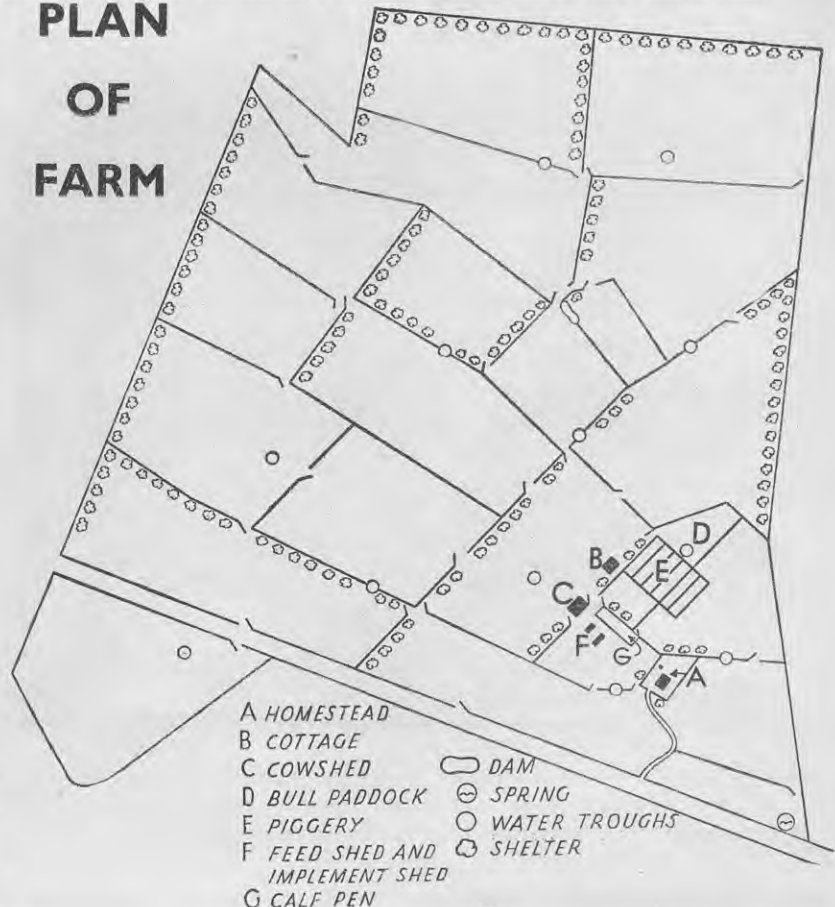 PLAN
OF
FARM
D
B
E
C
F
G
A
A HOMESTEAD
B COTTAGE
C COWSHED
D BULL PADDOCK
E PIGGERY
F FEED SHED AND
IMPLEMENT SHED
G CALF PEN
DAM
SPRING
WATER TROUGHS
SHELTER